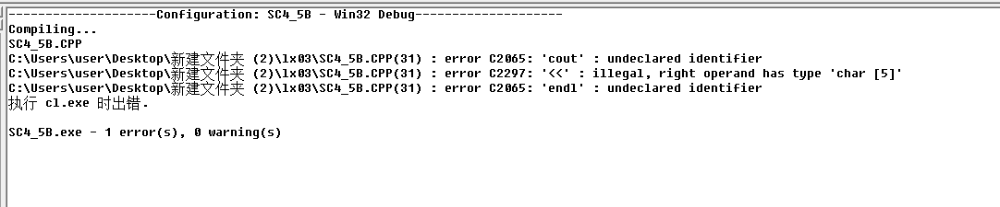 --------------------Configuration: SC4_5B - Win32 Debug--------------------
Compiling...
SC4_5B.CPP
C:\Users\user\Desktop\新建文件夹 (2)\lx03\SC4_5B.CPP(31) : error C2065: 'cout' : undeclared identifier
C:\Users\user\Desktop\新建文件夹 (2)\lx03\SC4_5B.CPP(31) : error C2297: '<<' : illegal, right operand has type 'char [5]'
C:\Users\user\Desktop\新建文件夹 (2)\lx03\SC4_5B.CPP(31) : error C2065: 'endl' : undeclared identifier
执行 cl.exe 时出错.
SC4_5B.exe - 1 error(s), 0 warning(s)